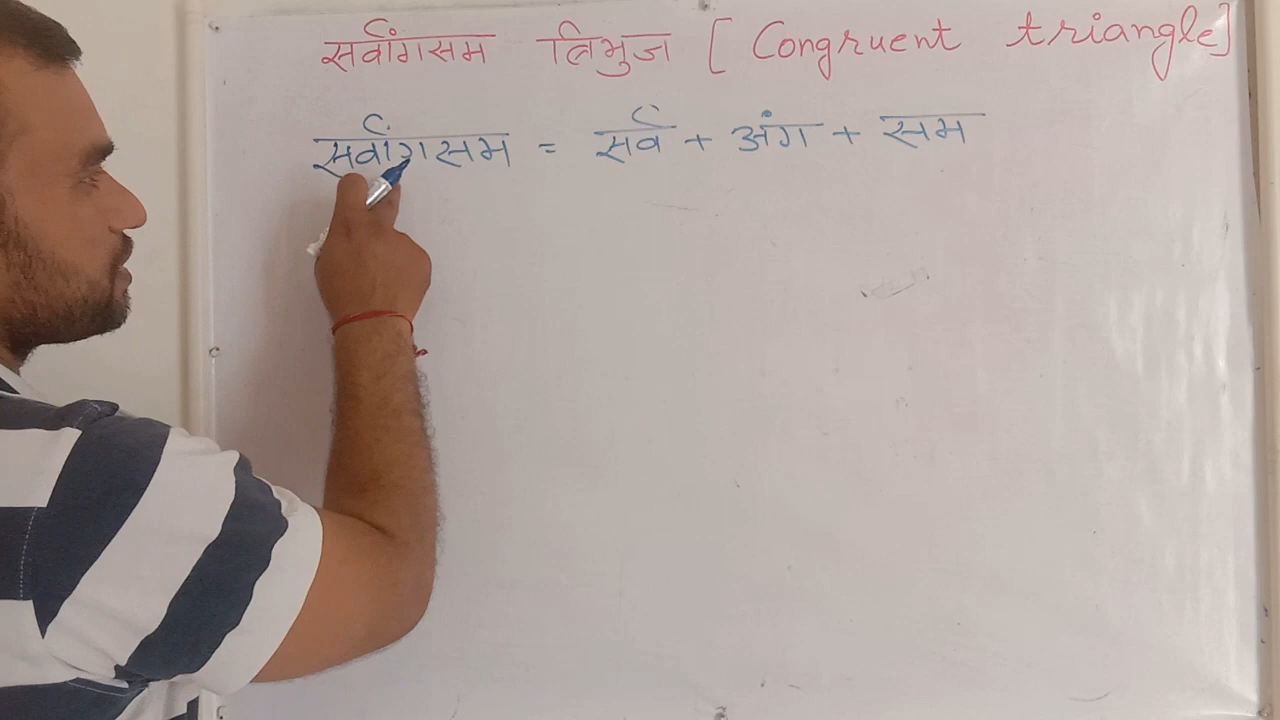 सर्वांगसम त्रिभुज [ Congruent triangle ]
सर्वांगसम = सर्व + अंग + सम